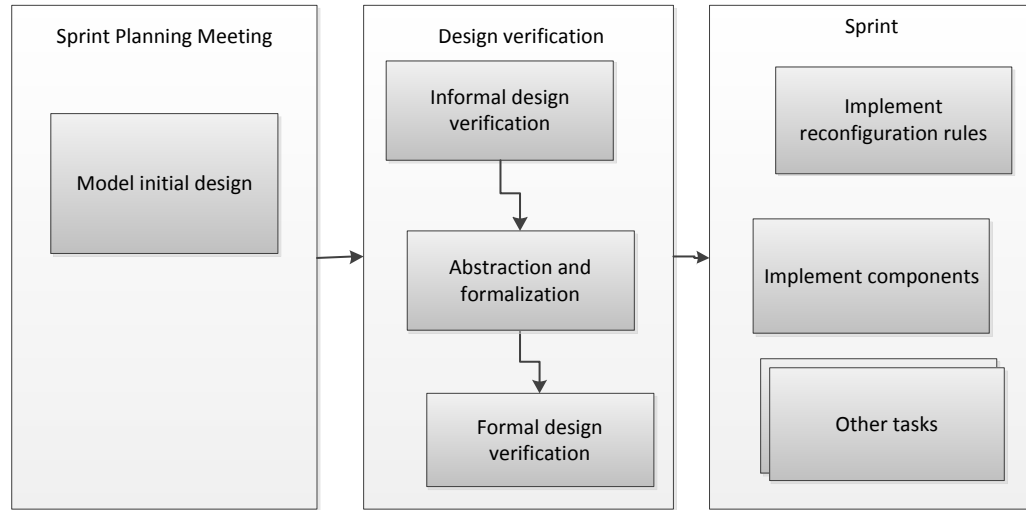 Sprint Planning Meeting
Model initial design
Design verification
Informal design
verification
Abstraction and
formalization
Formal design
verification
Sprint
Implement
reconfiguration rules
Implement components
Other tasks